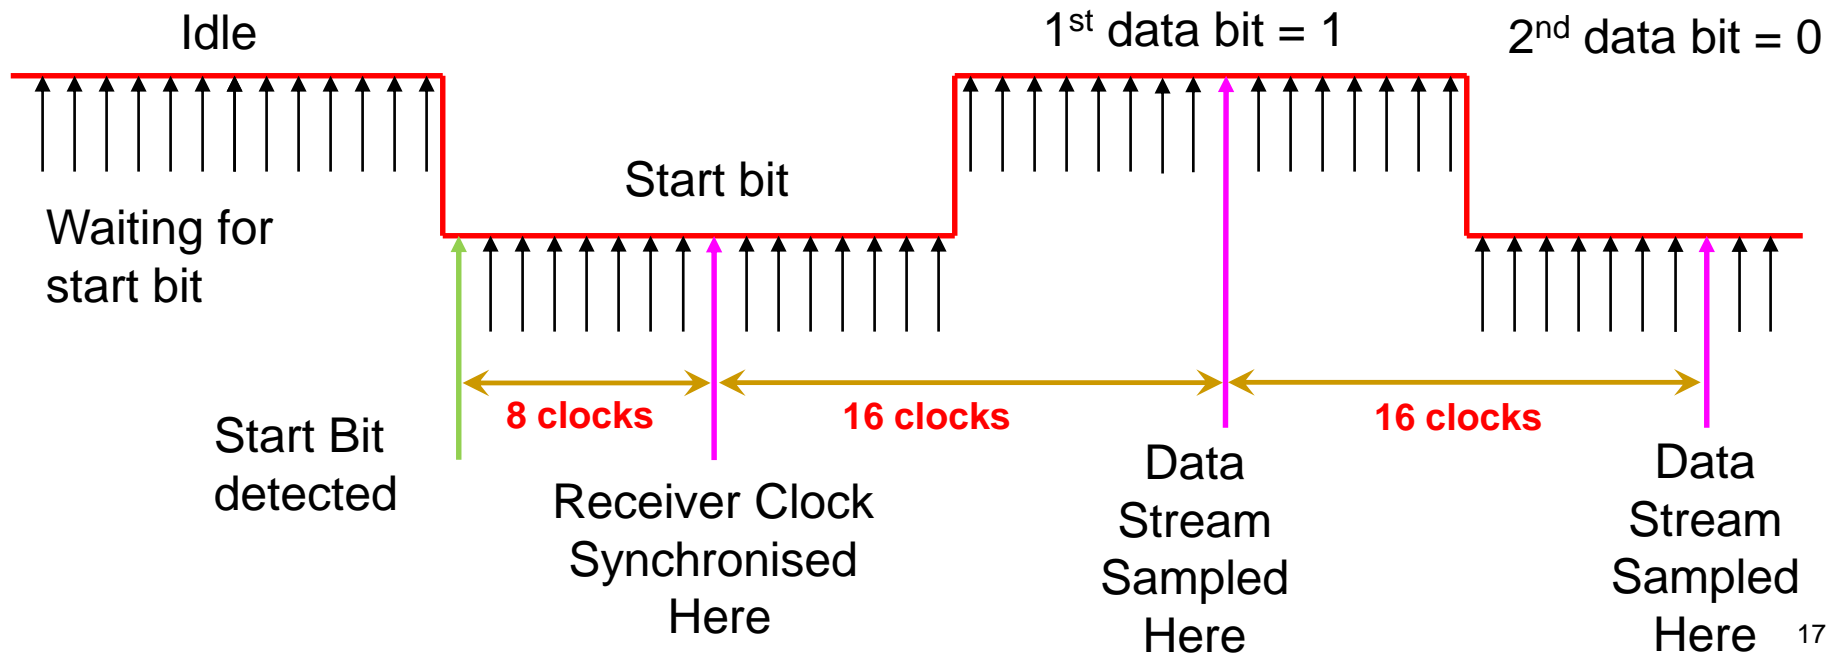 Idle
1st data bit = 1
2nd data bit = 0
Waiting for
start bit
Start bit
8 clocks
16 clocks
16 clocks
Start Bit
detected
Receiver Clock
Synchronised
Here
Data
Stream
Sampled
Here
Data
Stream
Sampled
Here
17